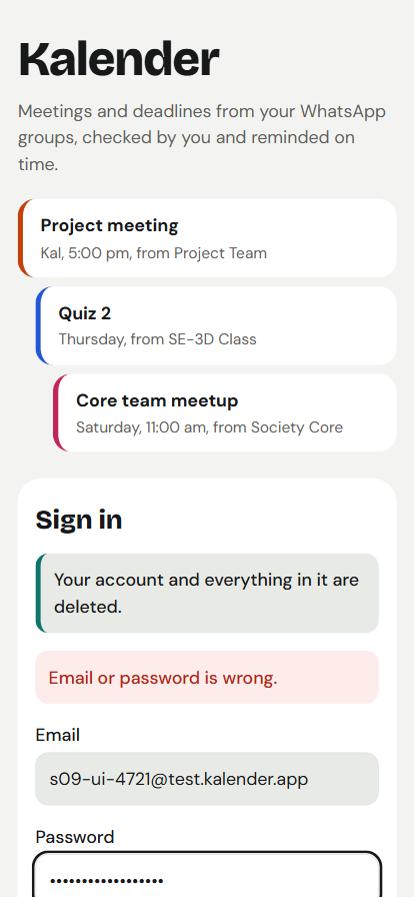 Kalender
Meetings and deadlines from your WhatsApp
groups, checked by you and reminded on
time.
Project meeting
Kal, 5:00 pm, from Project Team
Quiz 2
Thursday, from SE-3D Class
Core team meetup
Saturday, 11:00 am, from Society Core
Sign in
Your account and everything in it are
deleted.
Email or password is wrong.
Email
s09-ui-4721@test.kalender.app
Password
••••••••••••••••••